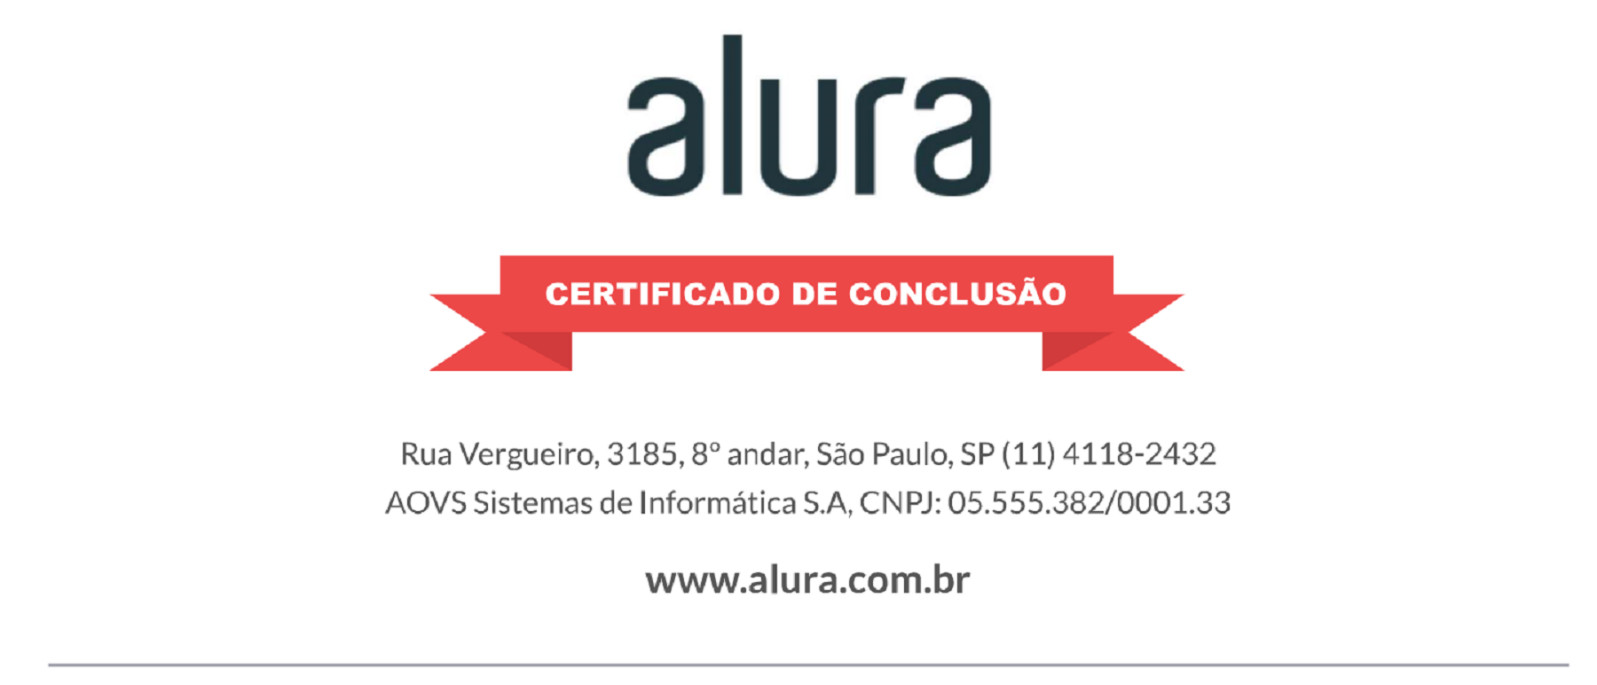 alura
CERTIFICADO DE CONCLUSÃO
Rua Vergueiro, 3185, 8º andar, São Paulo, SP (11) 4118-2432
AOVS Sistemas de Informática S.A, CNPJ: 05.555.382/0001.33
www.alura.com.br